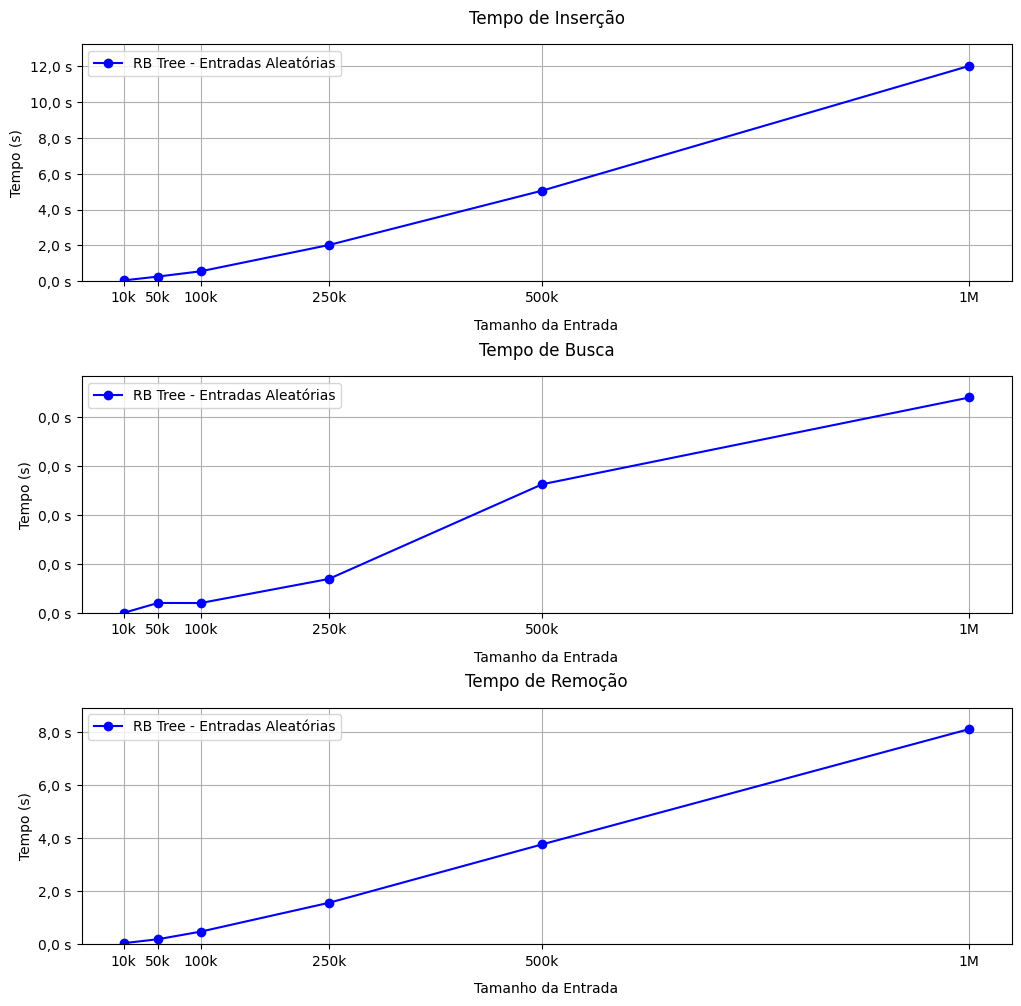 Tempo de Inserção
RB Tree - Entradas Aleatórias
Tempo (s)
12,0 s
10,0 s
8,0 s
6,0 s
4,0 s
2,0 s
0,0 s
10k 50k 100k 250k 500k 1M
Tamanho da Entrada
Tempo de Busca
RB Tree - Entradas Aleatórias
Tempo (s)
0,0 s
0,0 s
0,0 s
0,0 s
0,0 s
10k 50k 100k 250k 500k 1M
Tamanho da Entrada
Tempo de Remoção
RB Tree - Entradas Aleatórias
Tempo (s)
8,0 s
6,0 s
4,0 s
2,0 s
0,0 s
10k 50k 100k 250k 500k 1M
Tamanho da Entrada